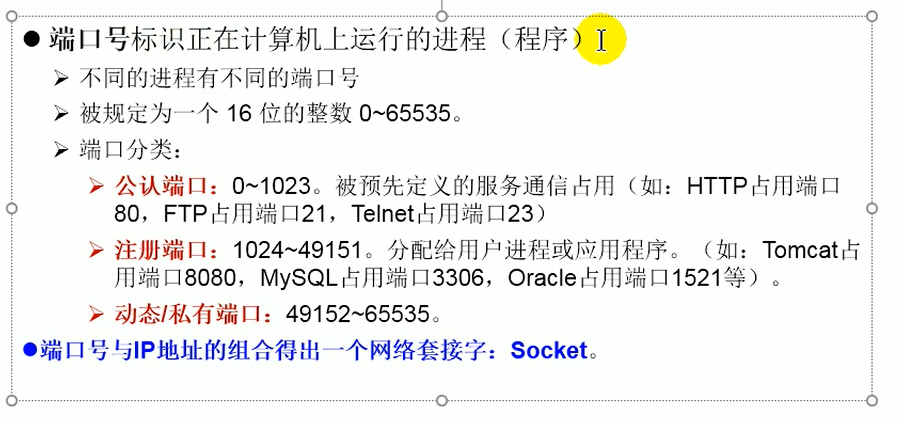 端口号标识正在计算机上运行的进程（程序）
不同的进程有不同的端口号
被规定为一个 16 位的整数 0~65535。
端口分类：
公认端口：0~1023。被预先定义的服务通信占用（如：HTTP占用端口
80，FTP占用端口21，Telnet占用端口23）
注册端口：1024~49151。分配给用户进程或应用程序。（如：Tomcat占
用端口8080，MySQL占用端口3306，Oracle占用端口1521等）。
动态/私有端口：49152~65535。
端口号与IP地址的组合得出一个网络套接字：Socket。